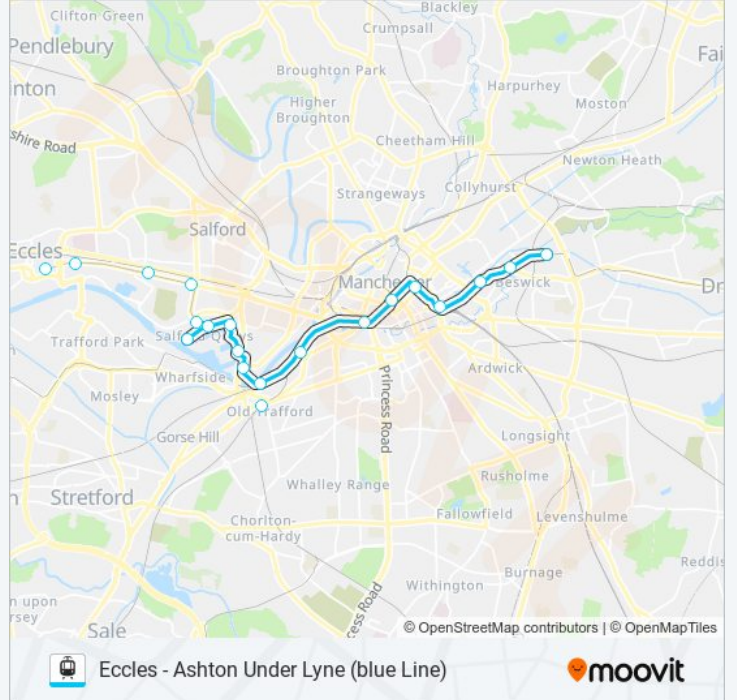 Blackley
Clifton Green
Crumpsall
Pendlebury
Fai
Broughton Park
Harpurhey
inton
Higher
Broughton
Moston
shire Road
Cheetham Hill
Newton Heath
Strangeways
Collyhurst
Salford
Eccles
Manchester
Beswick
Dr
Trafford Park
Salford Quays
Wharfside
Ardwick
Mosley
Princess Road
Old Trafford
Gorse Hill
Longsight
Rusholme
Stretford
Whalley Range
Fallowfield
Levenshulme
Chorlton-
cum-Hardy
Reddis
Burnage
Withington
n upon
rsey
cess Road
Sale
© OpenStreetMap contributors | © OpenMapTiles
Eccles - Ashton Under Lyne (blue Line)
moovit